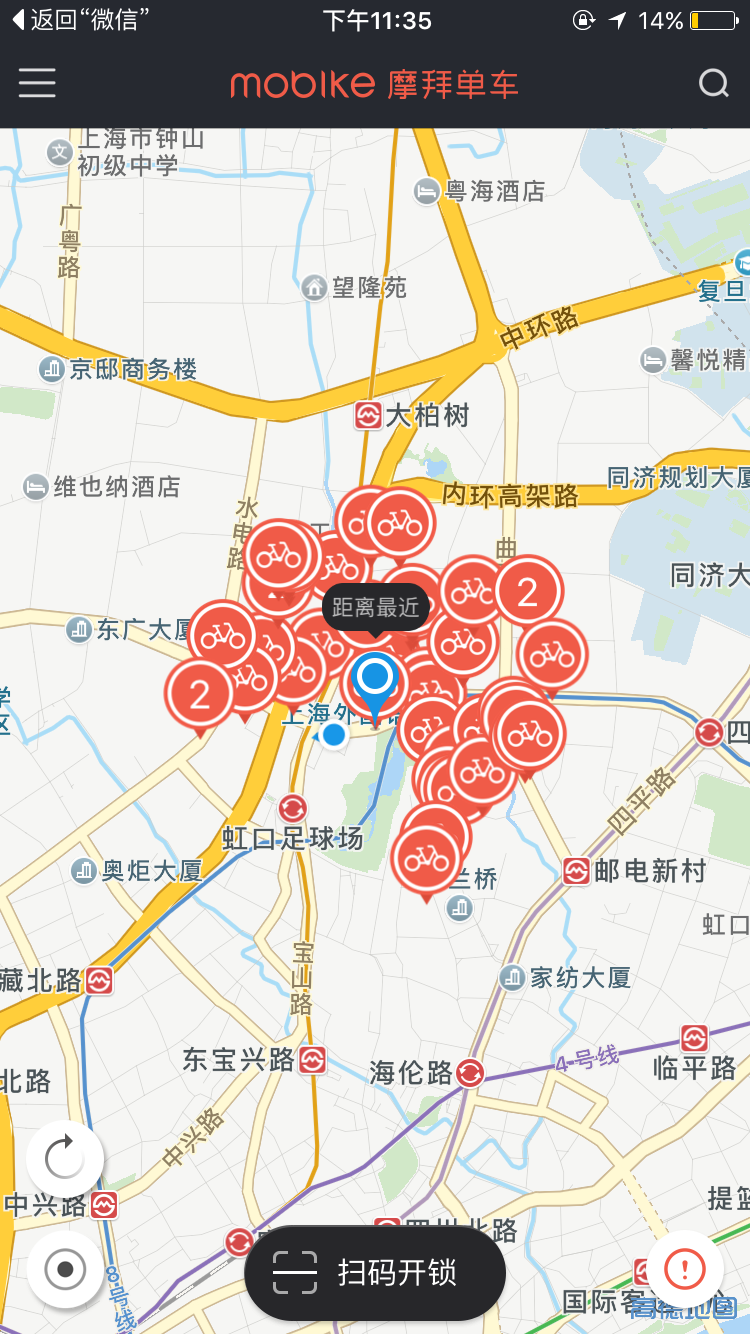 返回“微信”
下午11:35
14%
mobike 摩拜单车
上海市钟山
初级中学
粤海酒店
广粤路
望隆苑
复旦
中环路
京邸商务楼
馨悦精
大柏树
维也纳酒店
同济规划大厦
内环高架路
水电路
曲
同济大
2
距离最近
东广大厦
2
学
区
上海外国语
四
四平路
虹口足球场
奥炬大厦
兰桥
邮电新村
虹口
藏北路
宝山路
家纺大厦
东宝兴路
海伦路
4号线
临平路
北路
中兴路
中兴路
提篮
四川北路
扫码开锁
8号线
国际客运
高德地图